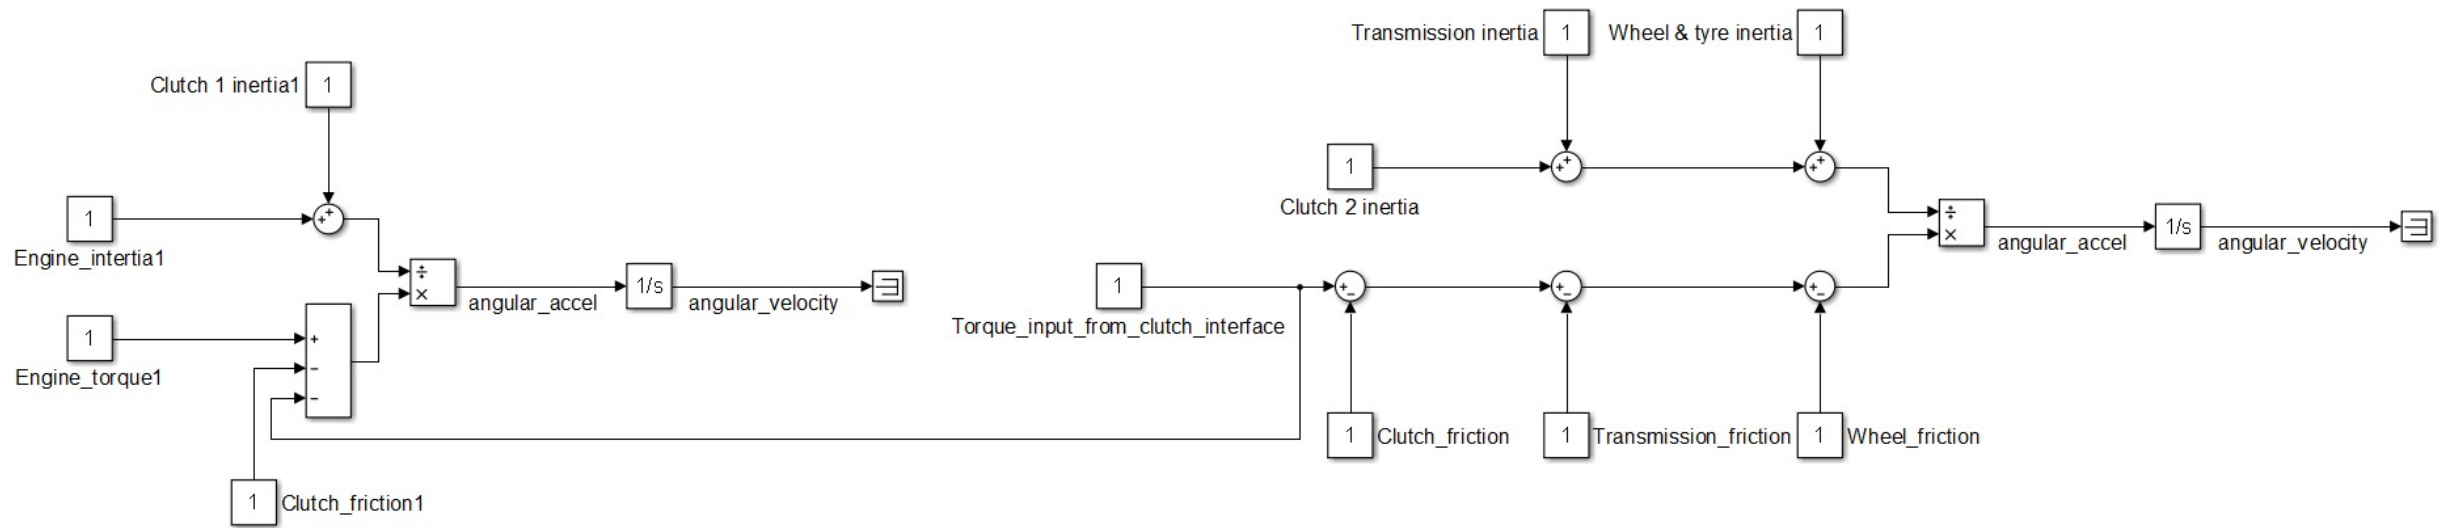 Transmission inertia 1
Wheel & tyre inertia 1
Clutch 1 inertia1 1
1
Clutch 2 inertia
1
Engine_intertia1
÷
×
angular_accel
1/s
angular_velocity
1
Engine_torque1
+
-
-
1
Clutch_friction1
+ +
1
Torque_input_from_clutch_interface
+ +
+ +
÷
×
angular_accel
1/s
angular_velocity
+ -
+ -
+ -
1 Clutch_friction
1 Transmission_friction
1 Wheel_friction